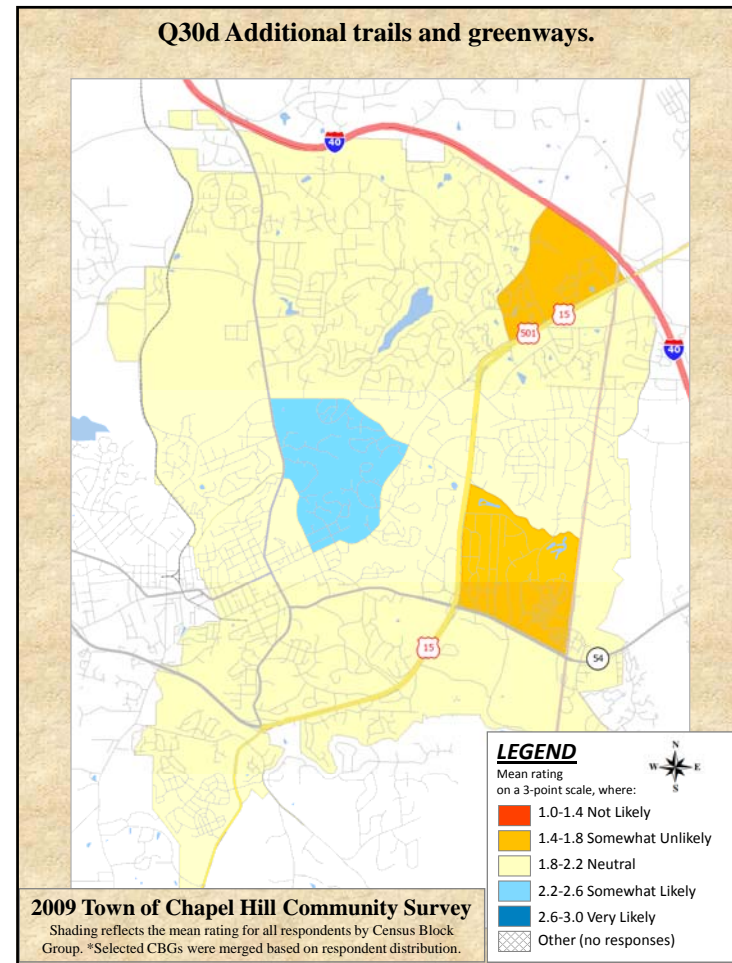 Q30d Additional trails and greenways.
40
15
501
40
15
54
LEGEND
Mean rating
on a 3-point scale, where:
N
W E
S
1.0-1.4 Not Likely
1.4-1.8 Somewhat Unlikely
1.8-2.2 Neutral
2.2-2.6 Somewhat Likely
2.6-3.0 Very Likely
Other (no responses)
2009 Town of Chapel Hill Community Survey
Shading reflects the mean rating for all respondents by Census Block
Group. *Selected CBGs were merged based on respondent distribution.